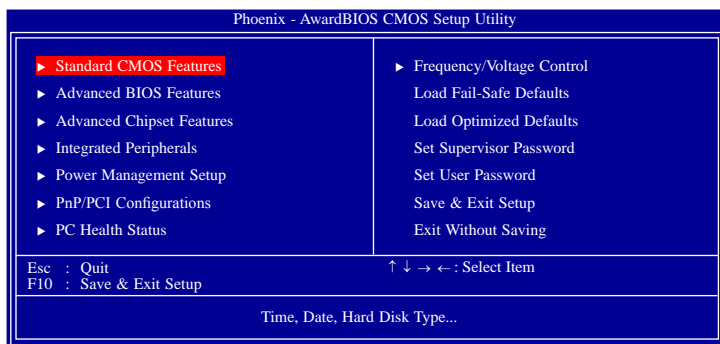 Phoenix - AwardBIOS CMOS Setup Utility
▶ Standard CMOS Features
▶ Advanced BIOS Features
▶ Advanced Chipset Features
▶ Integrated Peripherals
▶ Power Management Setup
▶ PnP/PCI Configurations
▶ PC Health Status
▶ Frequency/Voltage Control
Load Fail-Safe Defaults
Load Optimized Defaults
Set Supervisor Password
Set User Password
Save & Exit Setup
Exit Without Saving
Esc : Quit
F10 : Save & Exit Setup
↑ ↓ → ← : Select Item
Time, Date, Hard Disk Type...